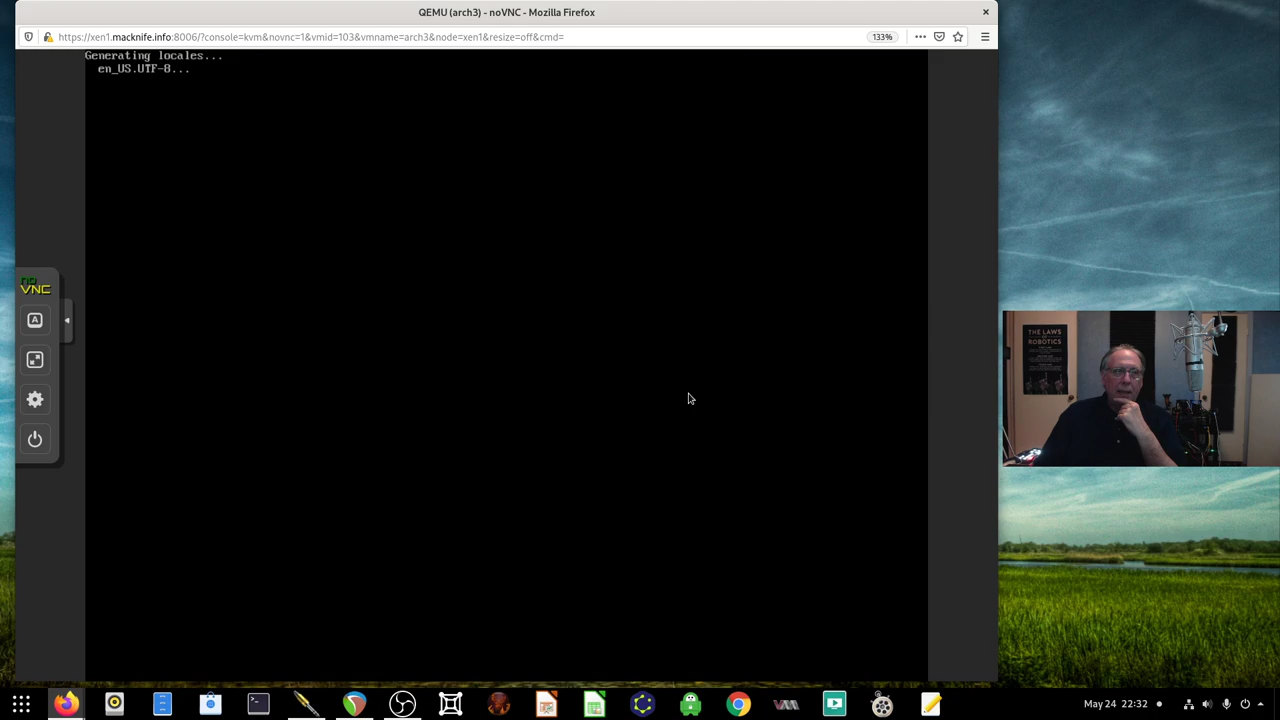 QEMU (arch3) - noVNC - Mozilla Firefox
×
https://xen1.macknife.info:8006/?console=kvm&novnc=1&vmid=103&vmname=arch3&node=xen1&resize=off&cmd=
133%
Generating locales...
en_US.UTF-8...
no
VNC
A
THE LAWS
OF
ROBOTICS
May 24 22:32